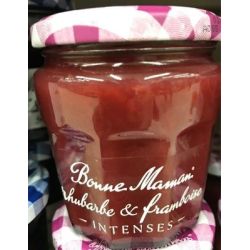 Bonne Maman
Rhubarbe & framboise
INTENSES